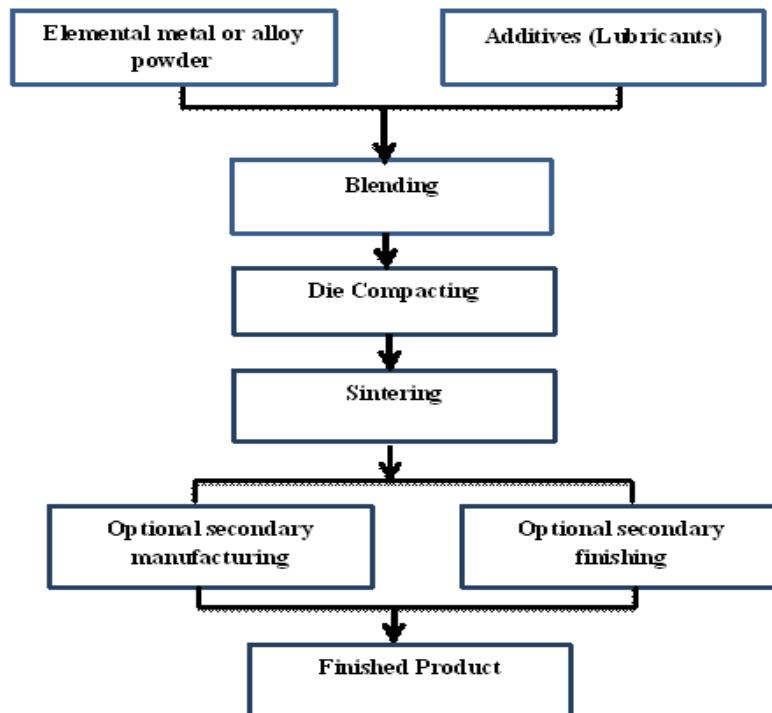 Elemental metal or alloy
powder
Additives (Lubricants)
Blending
Die Compacting
Sintering
Optional secondary
manufacturing
Optional secondary
finishing
Finished Product